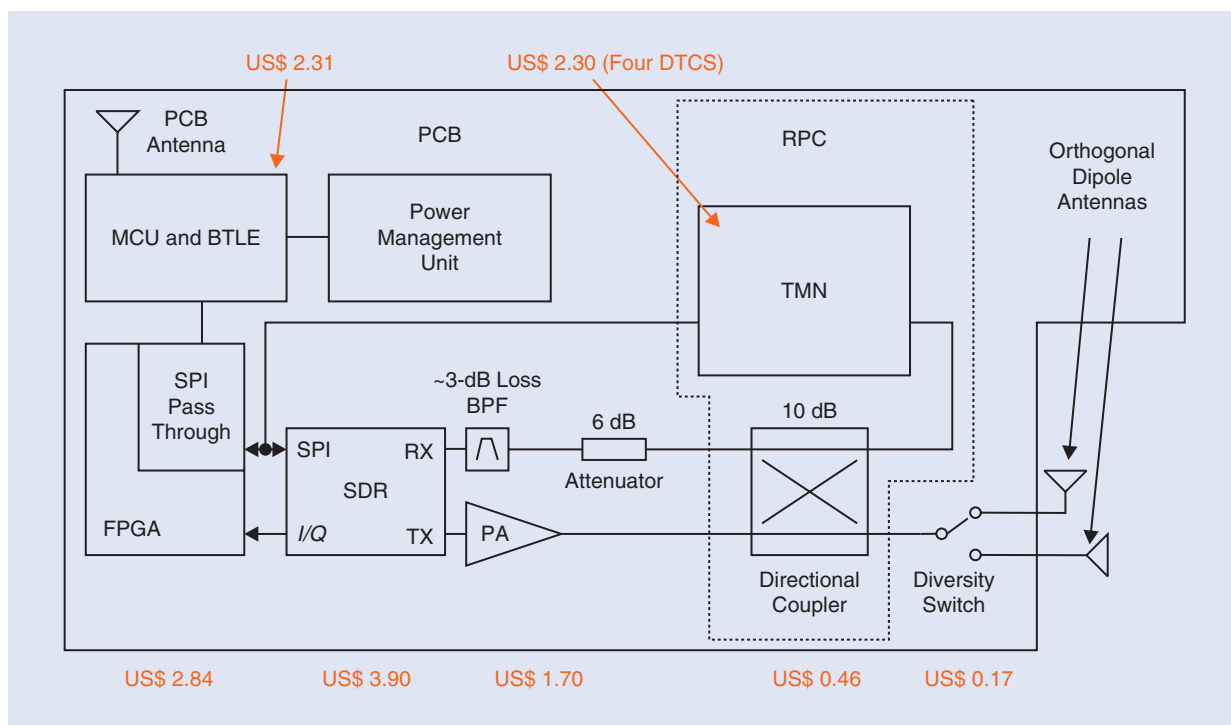 US$ 2.31
US$ 2.30 (Four DTCS)
PCB
Antenna
PCB
RPC
Orthogonal
Dipole
Antennas
MCU and BTLE
Power
Management
Unit
TMN
SPI
Pass
Through
~3-dB Loss
BPF
6 dB
10 dB
SPI
RX
Attenuator
SDR
FPGA
I/Q
TX
PA
Directional
Coupler
Diversity
Switch
US$ 2.84
US$ 3.90
US$ 1.70
US$ 0.46
US$ 0.17